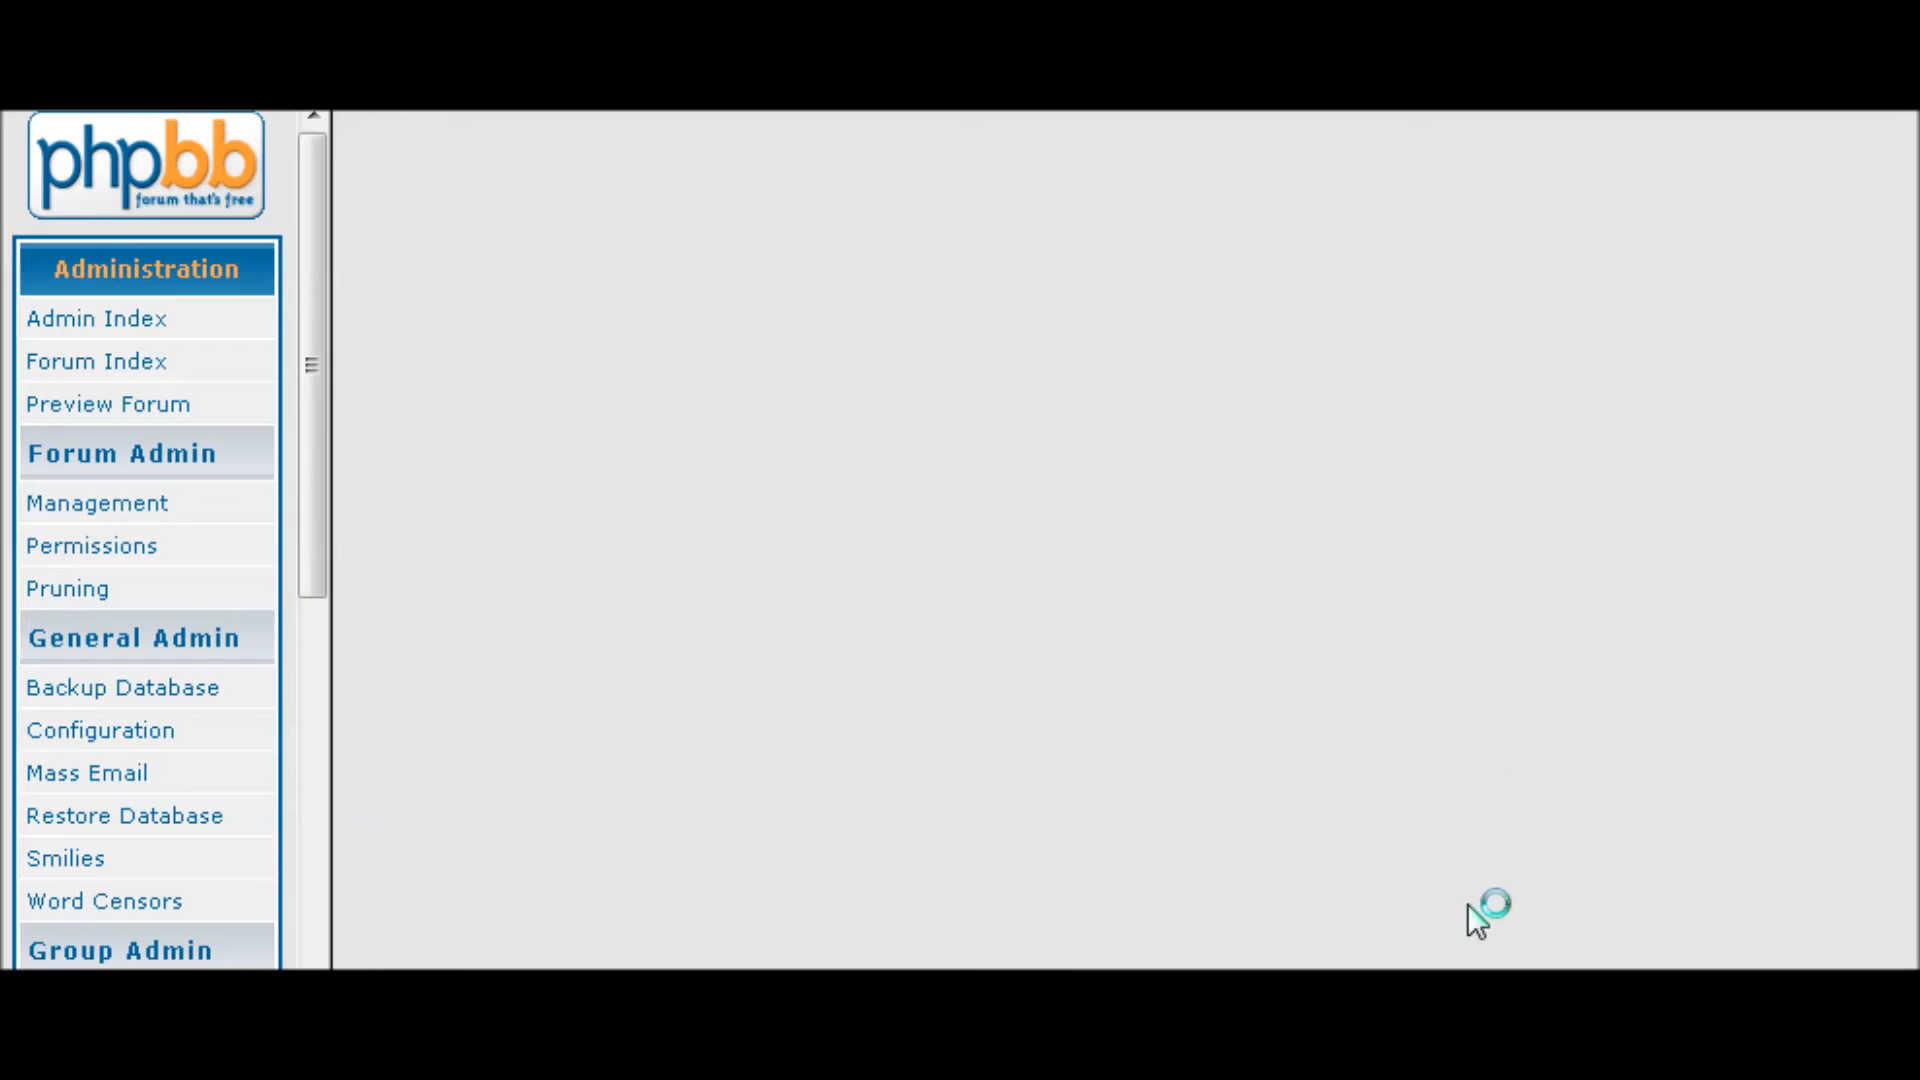 phpbb
forum that's free
Administration
Admin Index
Forum Index
Preview Forum
Forum Admin
Management
Permissions
Pruning
General Admin
Backup Database
Configuration
Mass Email
Restore Database
Smilies
Word Censors
Group Admin